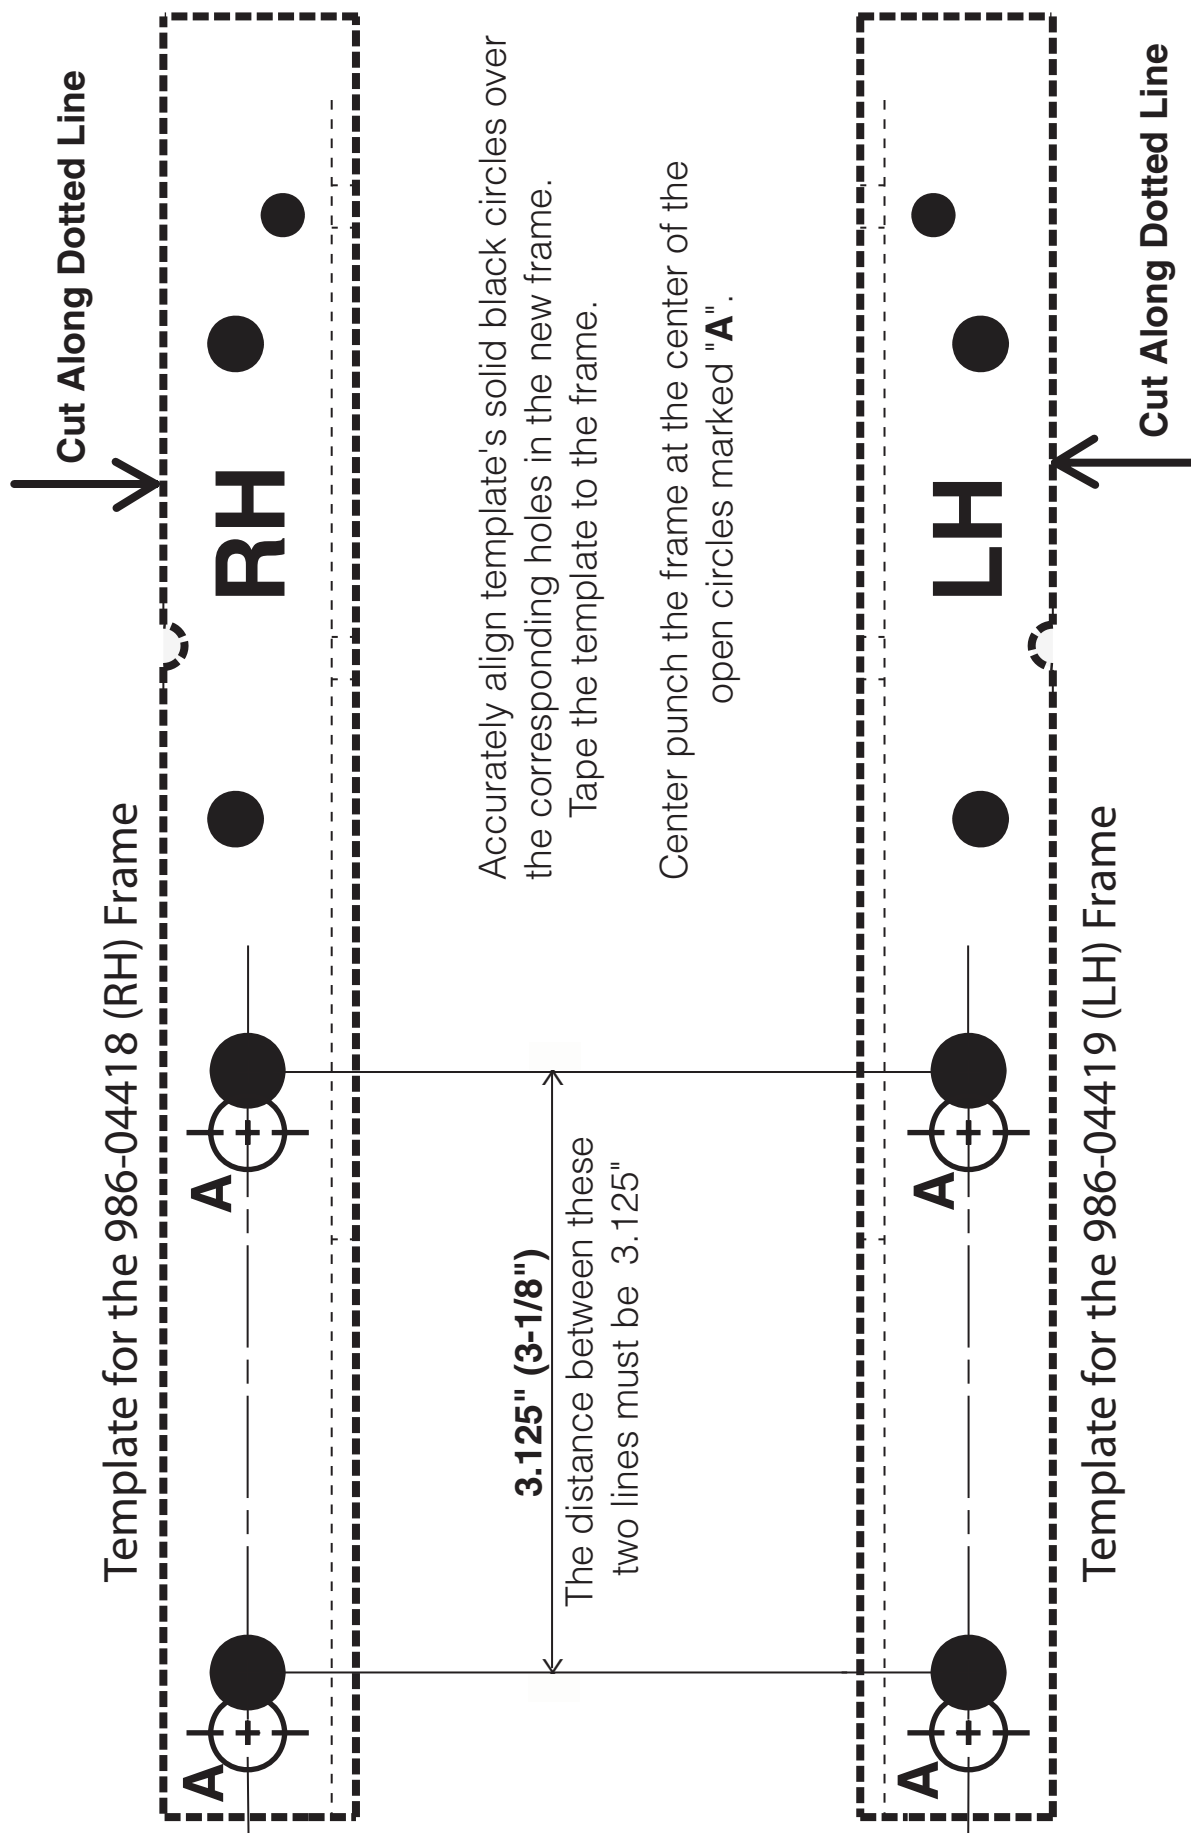 Cut Along Dotted Line
RH
Template for the 986-04418 (RH) Frame
A
A
Accurately align template's solid black circles over
the corresponding holes in the new frame.
Tape the template to the frame.
Center punch the frame at the center of the
open circles marked "A".
3.125" (3-1/8")
The distance between these
two lines must be 3.125"
LH
A
A
Template for the 986-04419 (LH) Frame
Cut Along Dotted Line